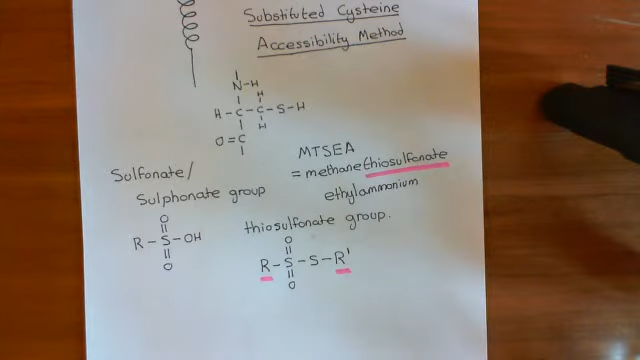 Substituted Cysteine
Accessibility Method
N-H
H
H-C-C-S-H
H
O=C
MTSEA
= methanethiosulfonate
ethylammonium
Sulfonate/
Sulphonate group
O
R-S-OH
O
thiosulfonate group.
O
R-S-S-R'
O